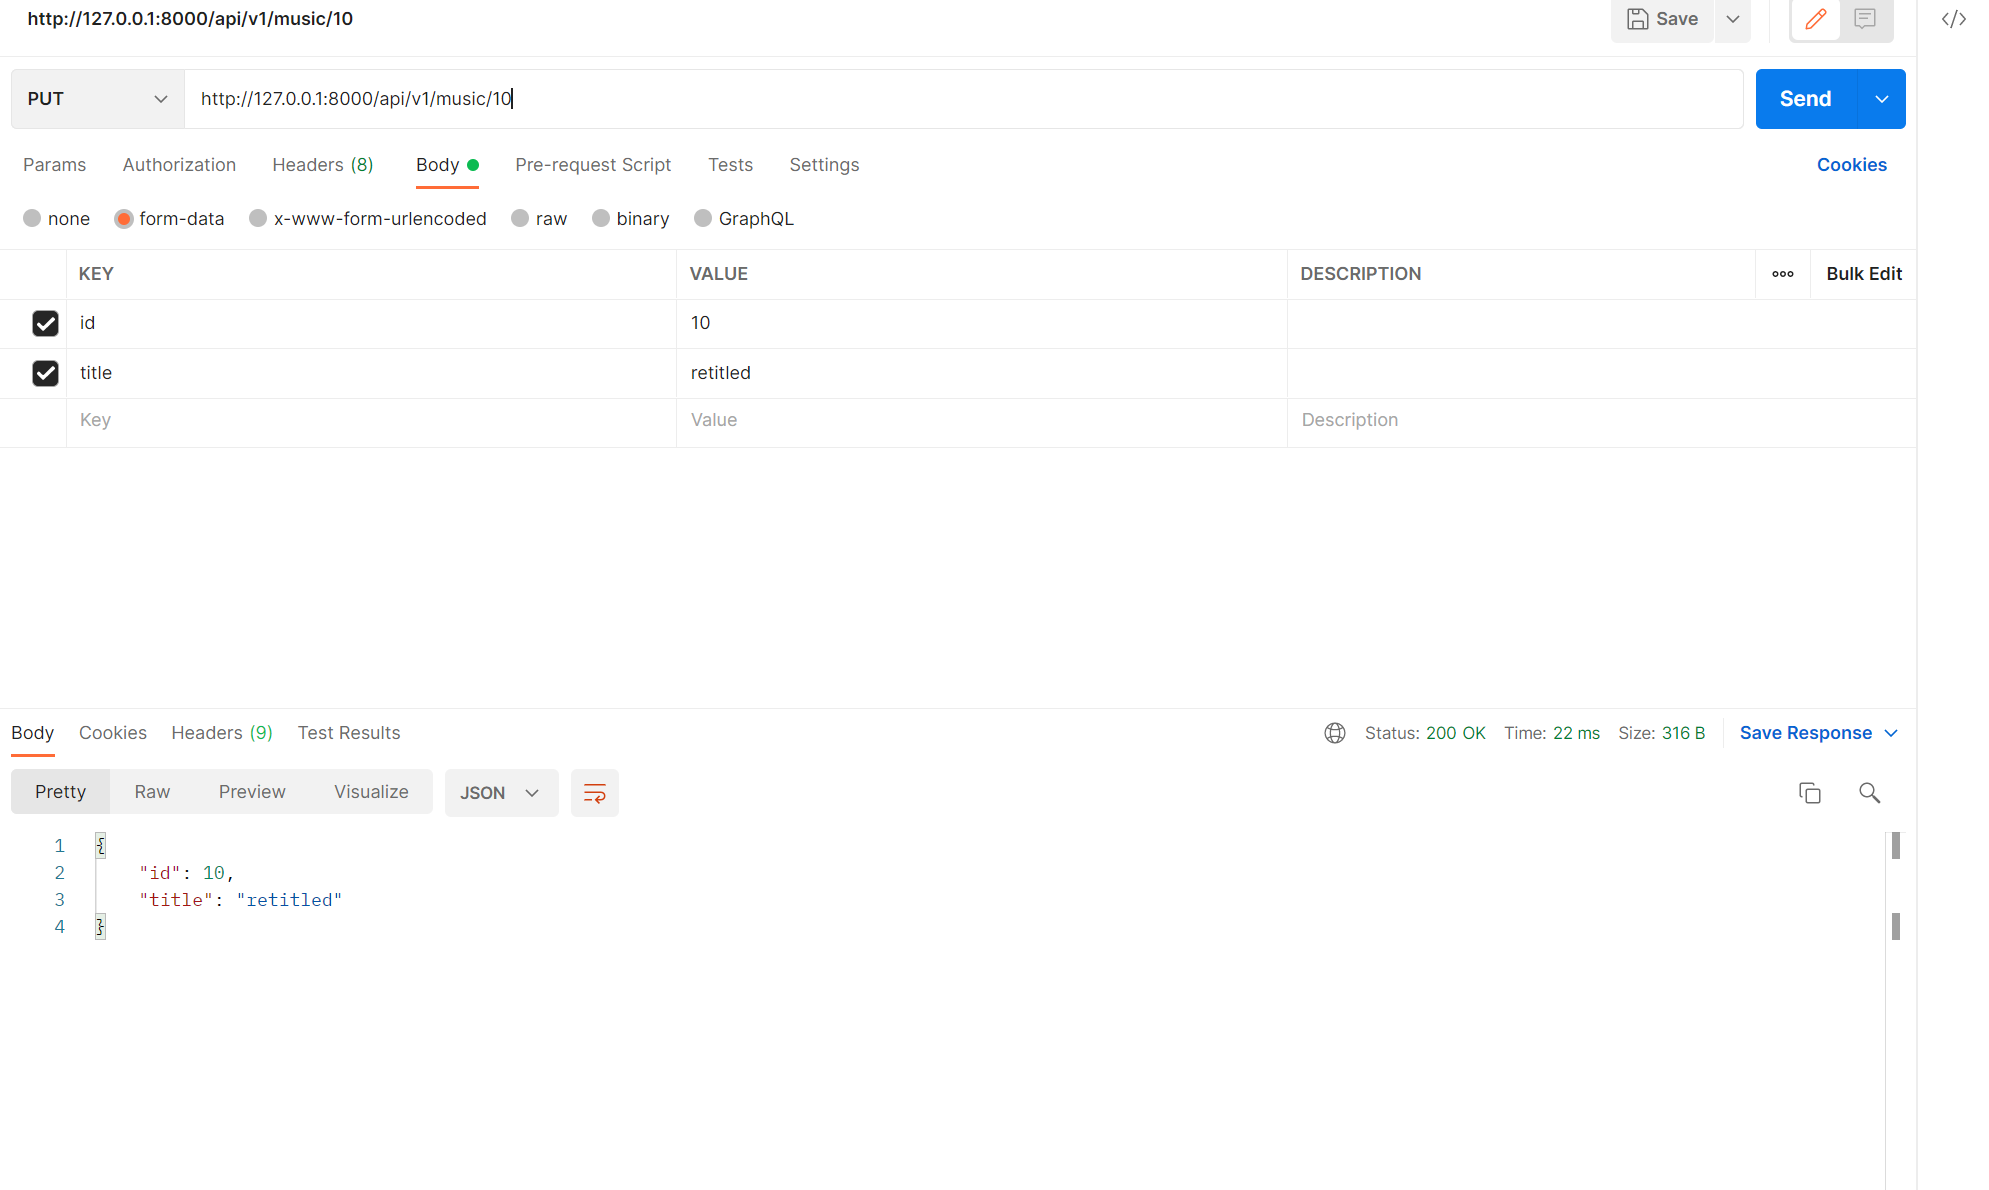 http://127.0.0.1:8000/api/v1/music/10 Save </>
PUT http://127.0.0.1:8000/api/v1/music/10 Send
Params Authorization Headers (8) Body Pre-request Script Tests Settings Cookies
none form-data x-www-form-urlencoded raw binary GraphQL
KEY VALUE DESCRIPTION ooo Bulk Edit
id 10
title retitled
Key Value Description
Body Cookies Headers (9) Test Results Status: 200 OK Time: 22 ms Size: 316 B Save Response
Pretty Raw Preview Visualize JSON
1 {
2 "id": 10,
3 "title": "retitled"
4 }